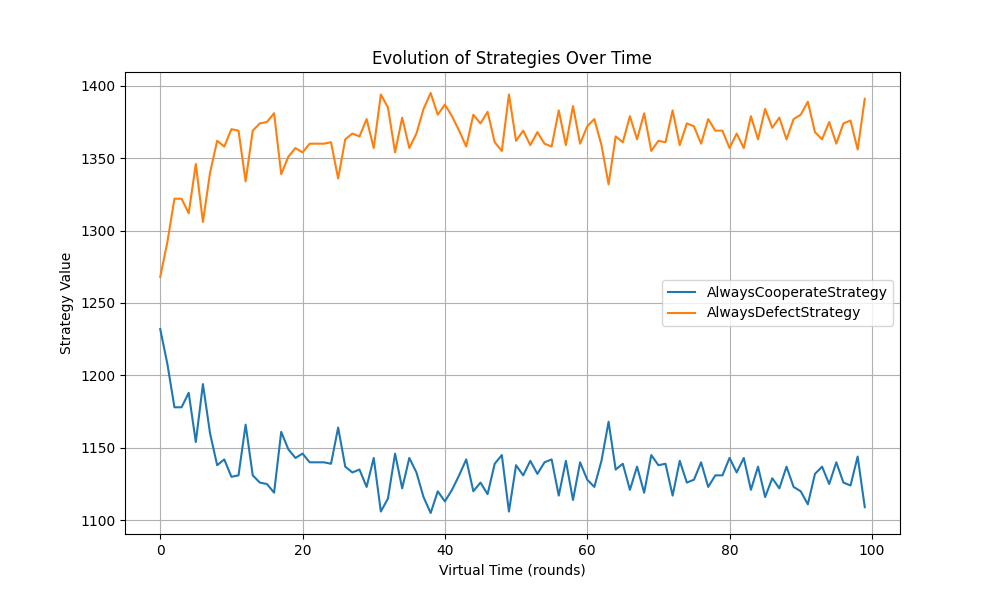 Evolution of Strategies Over Time
1400
1350
1300
1250
1200
1150
1100
Strategy Value
AlwaysCooperateStrategy
AlwaysDefectStrategy
0 20 40 60 80 100
Virtual Time (rounds)